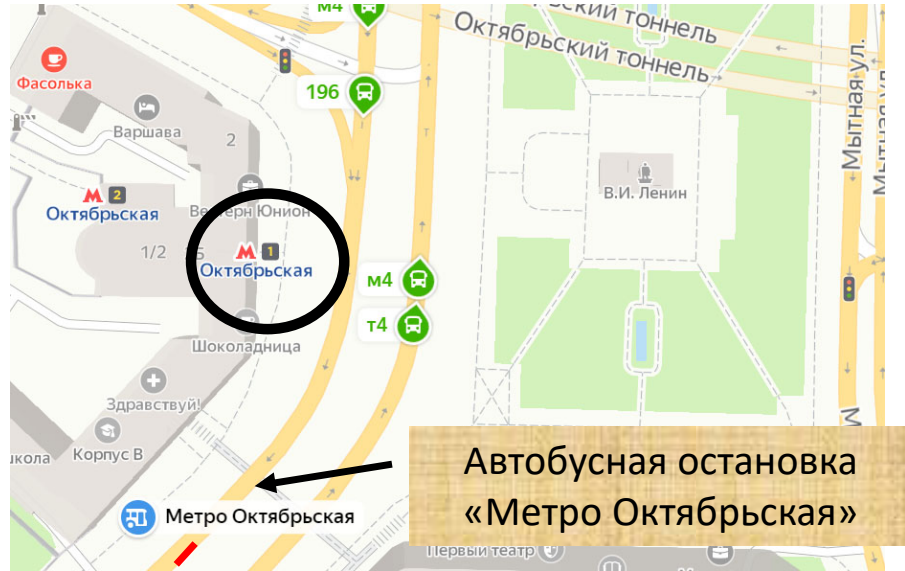 м4
Октябрьский тоннель
тоннель
Фасолька
196
Мытная ул.
Варшава
2
М 2
Октябрьская
Вестерн Юнион
В.И. Ленин
1/2
М 1
Октябрьская
м4
т4
Шоколадница
Здравствуй!
Корпус В
Автобусная остановка
«Метро Октябрьская»
Метро Октябрьская
Первый театр